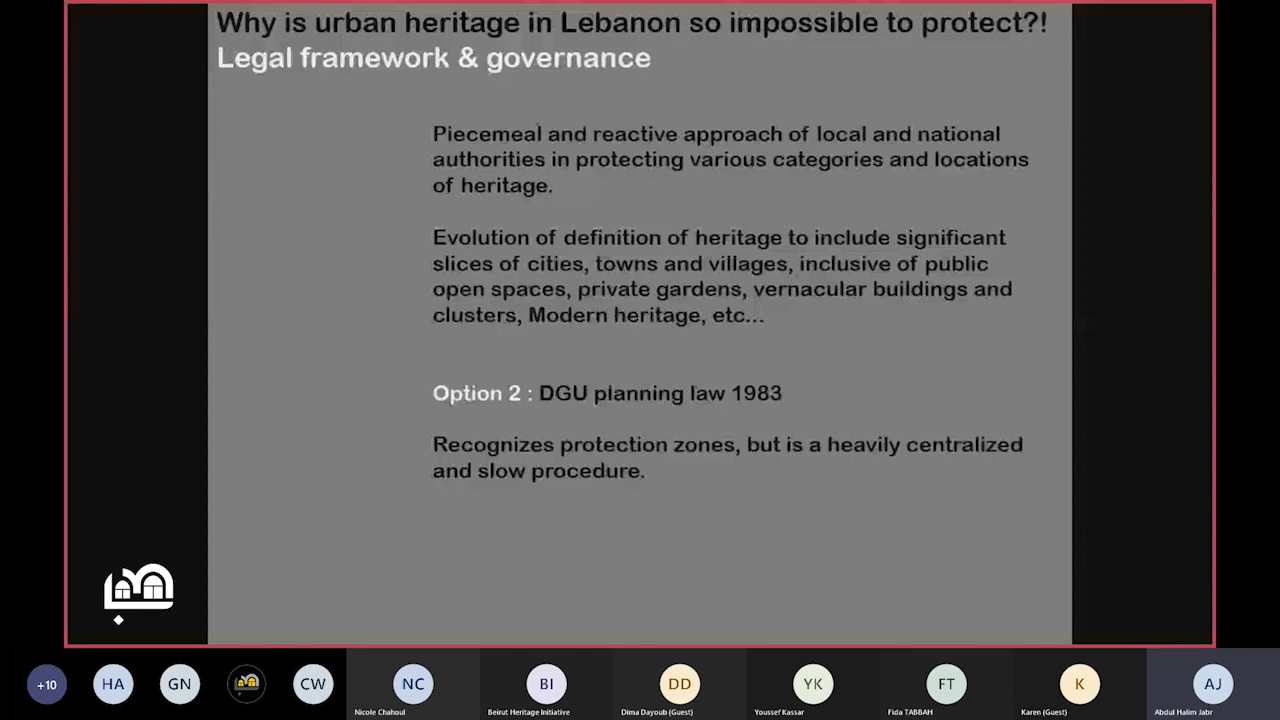 Why is urban heritage in Lebanon so impossible to protect?!
Legal framework & governance
Piecemeal and reactive approach of local and national
authorities in protecting various categories and locations
of heritage.
Evolution of definition of heritage to include significant
slices of cities, towns and villages, inclusive of public
open spaces, private gardens, vernacular buildings and
clusters, Modern heritage, etc...
Option 2 : DGU planning law 1983
Recognizes protection zones, but is a heavily centralized
and slow procedure.
+10
HA
GN
CW
NC
BI
DD
YK
FT
K
AJ
Nicole Chahoul
Beirut Heritage Initiative
Dima Dayoub (Guest)
Youssef Kassar
Fida TABBAH
Karen (Guest)
Abdul Halim Jabr